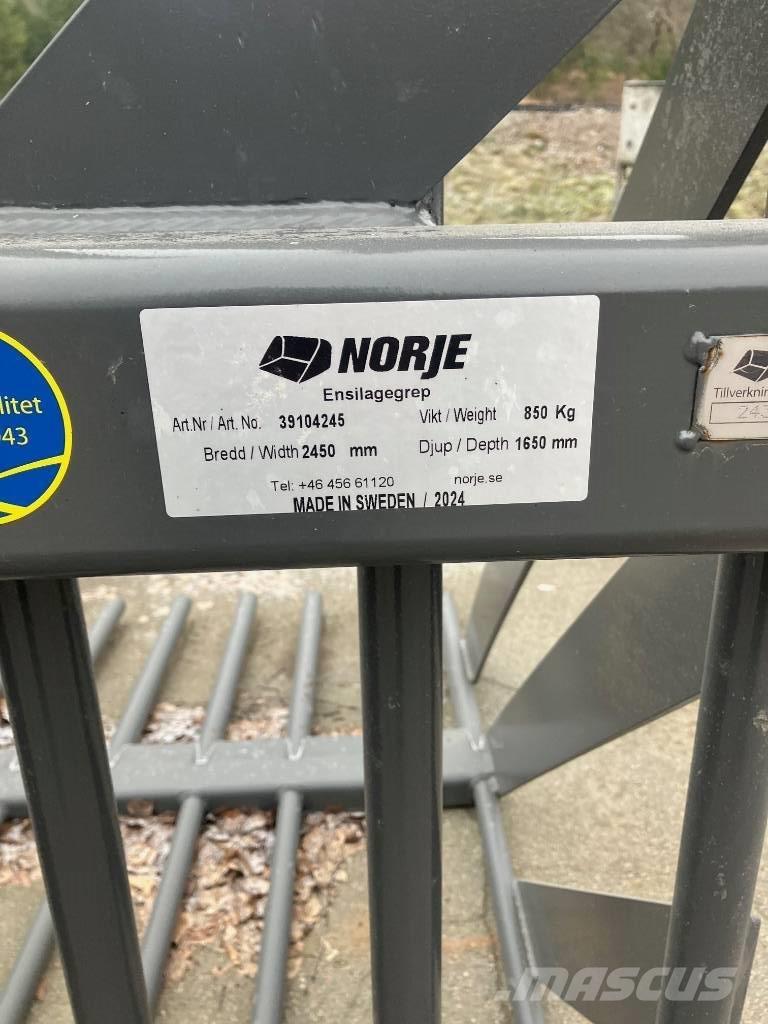 NORJE
Ensilagegrep
Art.Nr / Art. No. 39104245 Vikt / Weight 850 Kg
Bredd / Width 2450 mm Djup / Depth 1650 mm
Tel: +46 456 61120 norje.se
MADE IN SWEDEN / 2024
litet
043
Tillverknin
243
MASCUS